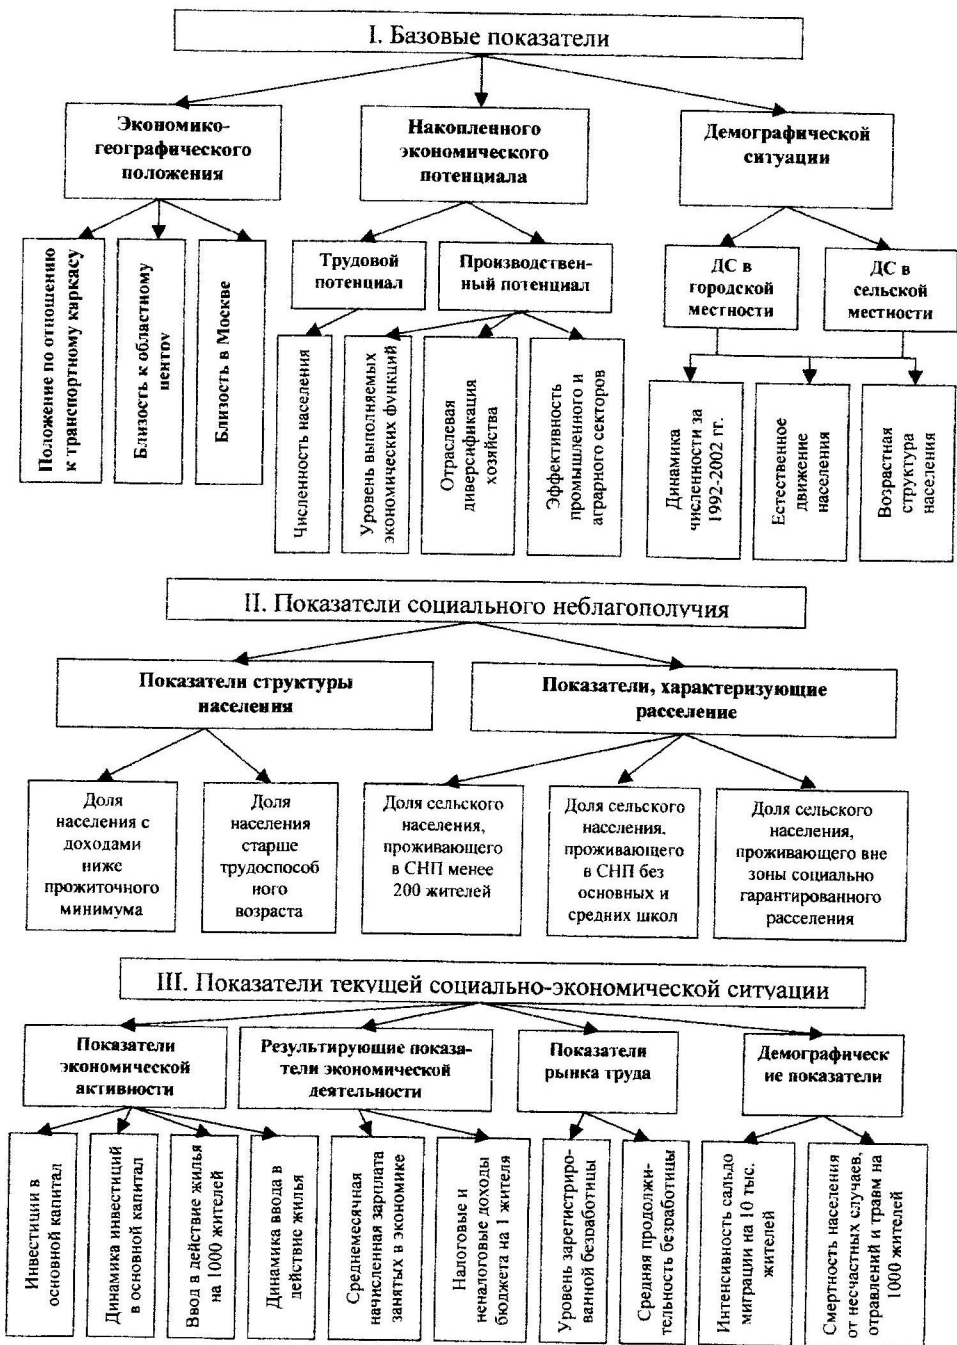 I. Базовые показатели
Экономико-
географического
положения
Накопленного
экономического
потенциала
Демографической
ситуации
Положение по отношению
к транспортному каркасу
Близость к областному
центру
Близость в Москве
Трудовой
потенциал
Производствен-
ный потенциал
ДС в
городской
местности
ДС в
сельской
местности
Численность населения
Уровень выполняемых
экономических функций
Отраслевая
диверсификация
хозяйства
Эффективность
промышленного и
аграрного секторов
Динамика
численности за
1992-2002 гг.
Естественное
движение
населения
Возрастная
структура
населения
II. Показатели социального неблагополучия
Показатели структуры
населения
Показатели, характеризующие
расселение
Доля
населения с
доходами
ниже
прожиточного
минимума
Доля
населения
старше
трудоспособ
ного
возраста
Доля сельского
населения,
проживающего
в СНП менее
200 жителей
Доля сельского
населения,
проживающего
в СНП без
основных и
средних школ
Доля сельского
населения,
проживающего вне
зоны социально
гарантированного
расселения
III. Показатели текущей социально-экономической ситуации
Показатели
экономической
активности
Результирующие показа-
тели экономической
деятельности
Показатели
рынка труда
Демографическ
ие показатели
Инвестиции в
основной капитал
Динамика инвестиций
в основной капитал
Ввод в действие жилья
на 1000 жителей
Динамика ввода в
действие жилья
Среднемесячная
начисленная зарплата
занятых в экономике
Налоговые и
неналоговые доходы
бюджета на 1 жителя
Уровень зарегистриро-
ванной безработицы
Средняя продолжи-
тельность безработицы
Интенсивность сальдо
миграции на 10 тыс.
жителей
Смертность населения
от несчастных случаев,
отравлений и травм на
1000 жителей